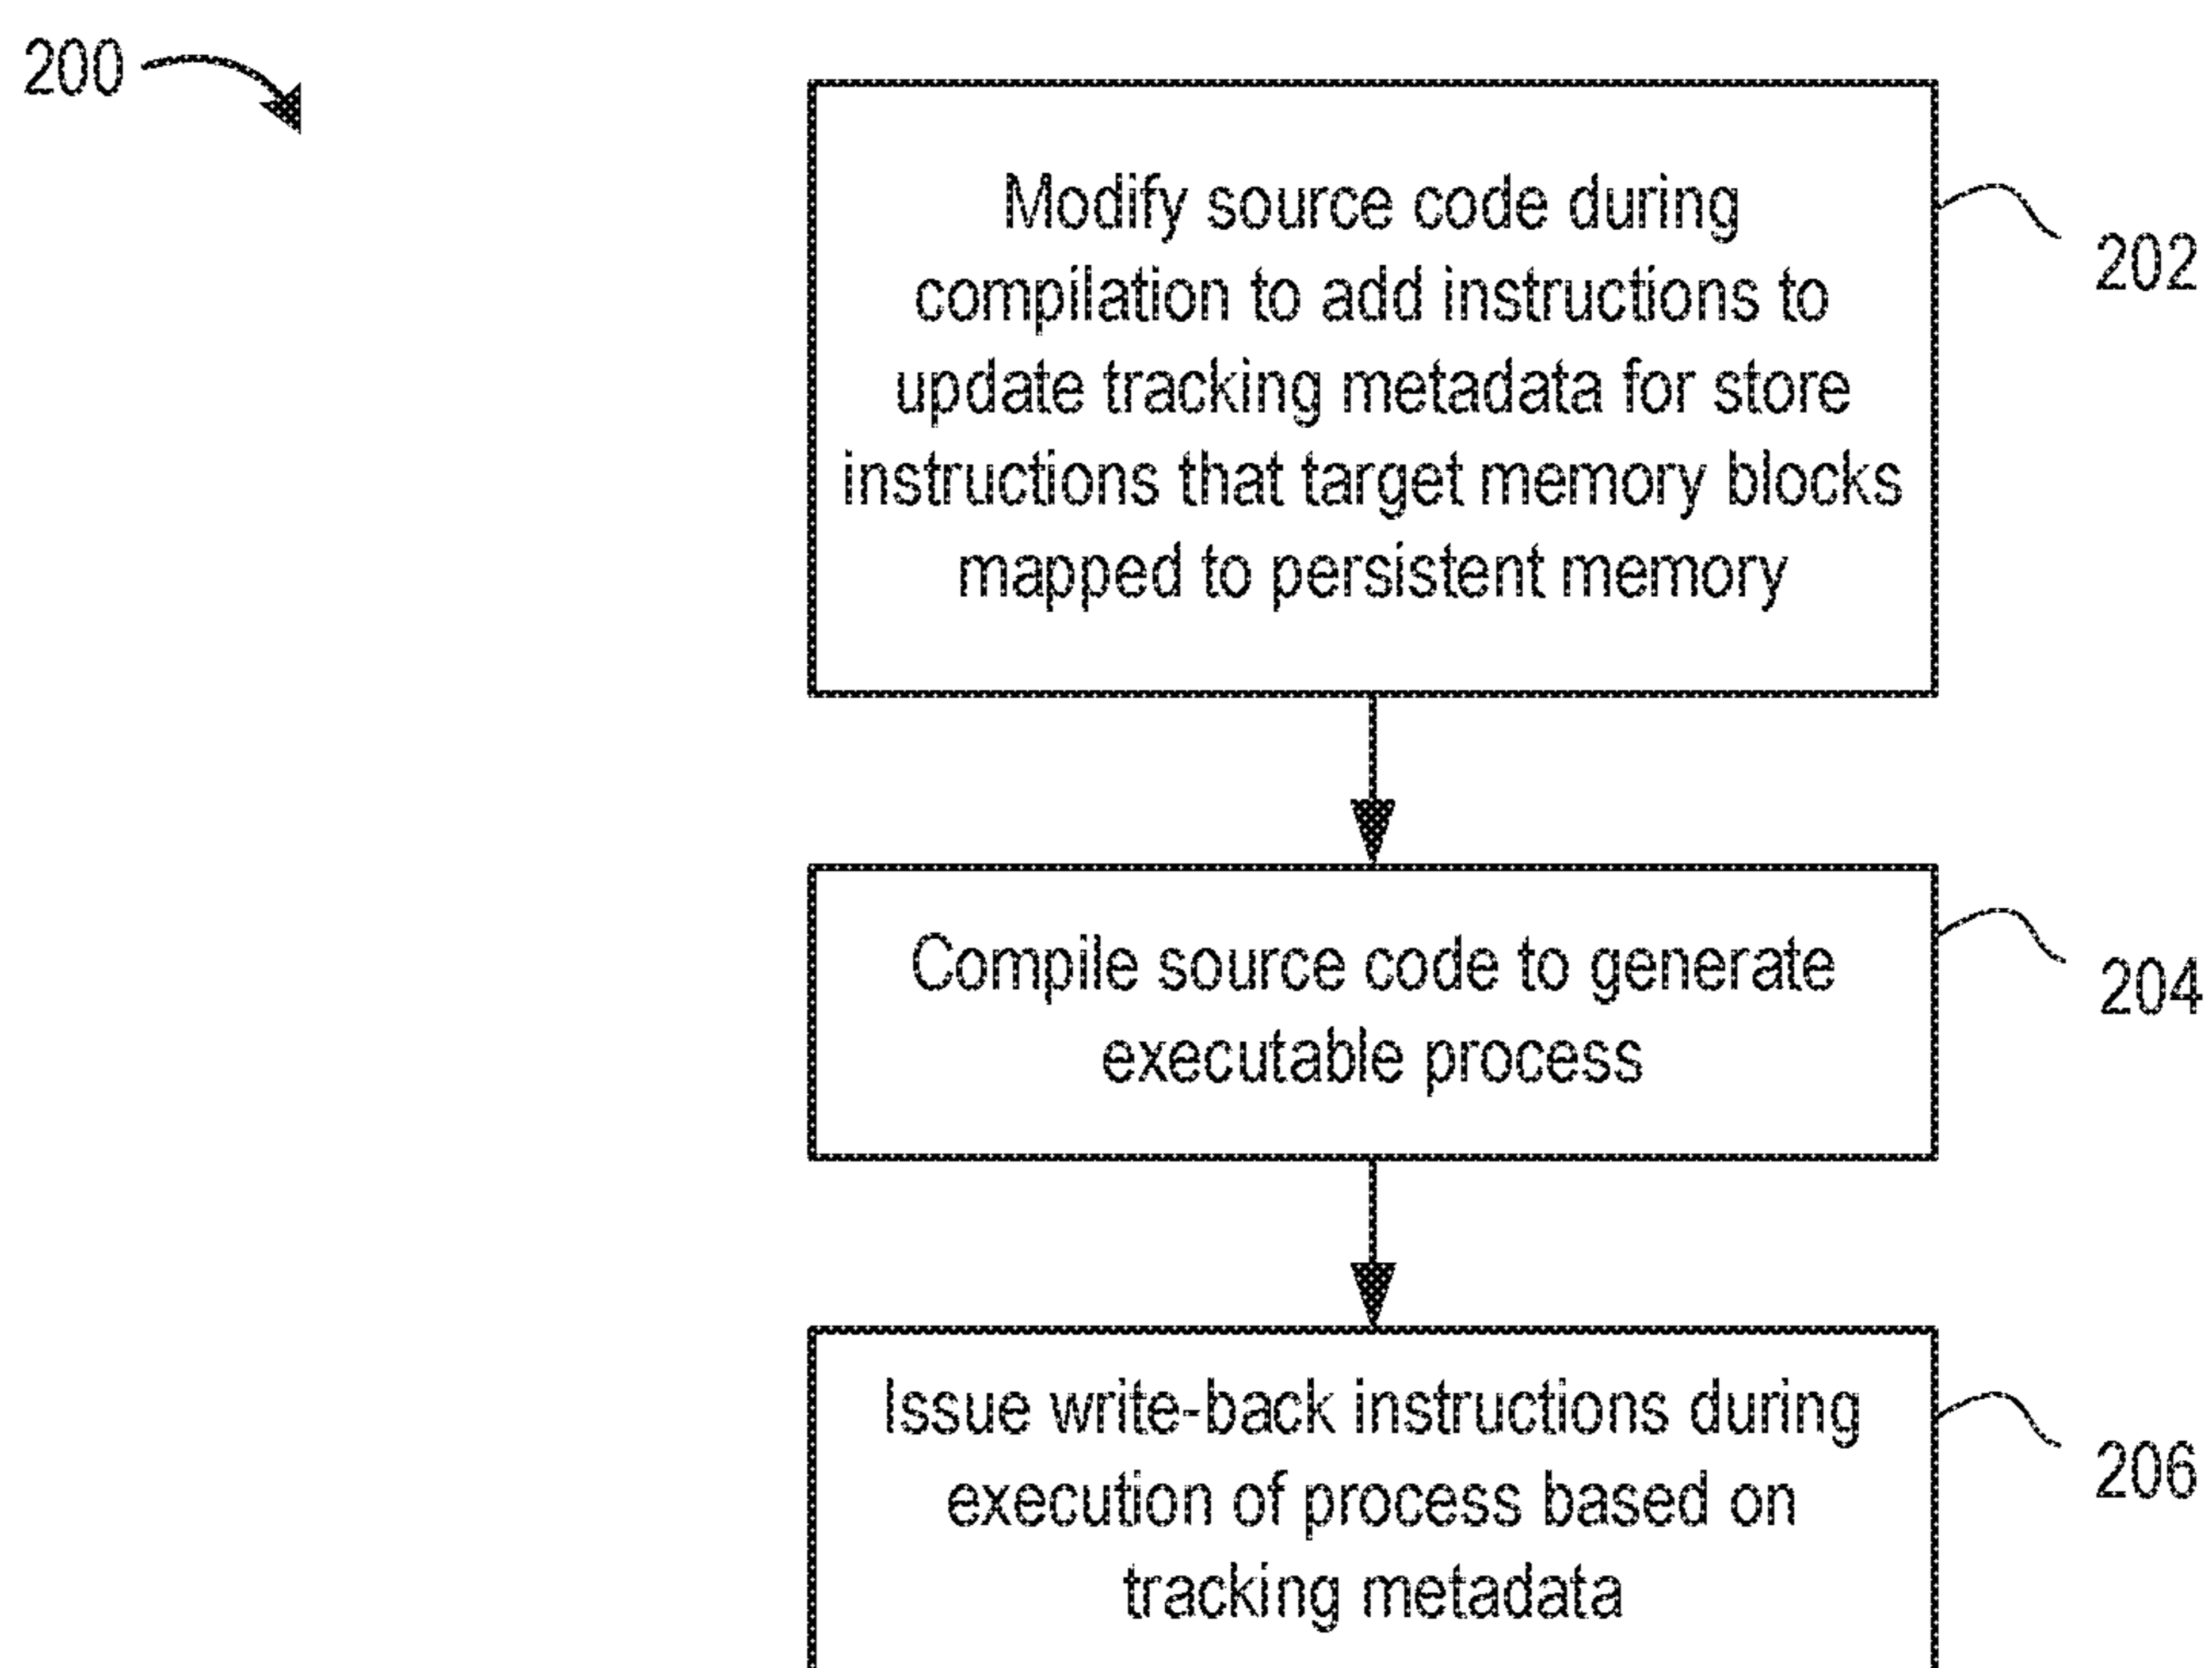 200
Modify source code during
compilation to add instructions to
update tracking metadata for store
instructions that target memory blocks
mapped to persistent memory
202
Compile source code to generate
executable process
204
Issue write-back instructions during
execution of process based on
tracking metadata
206